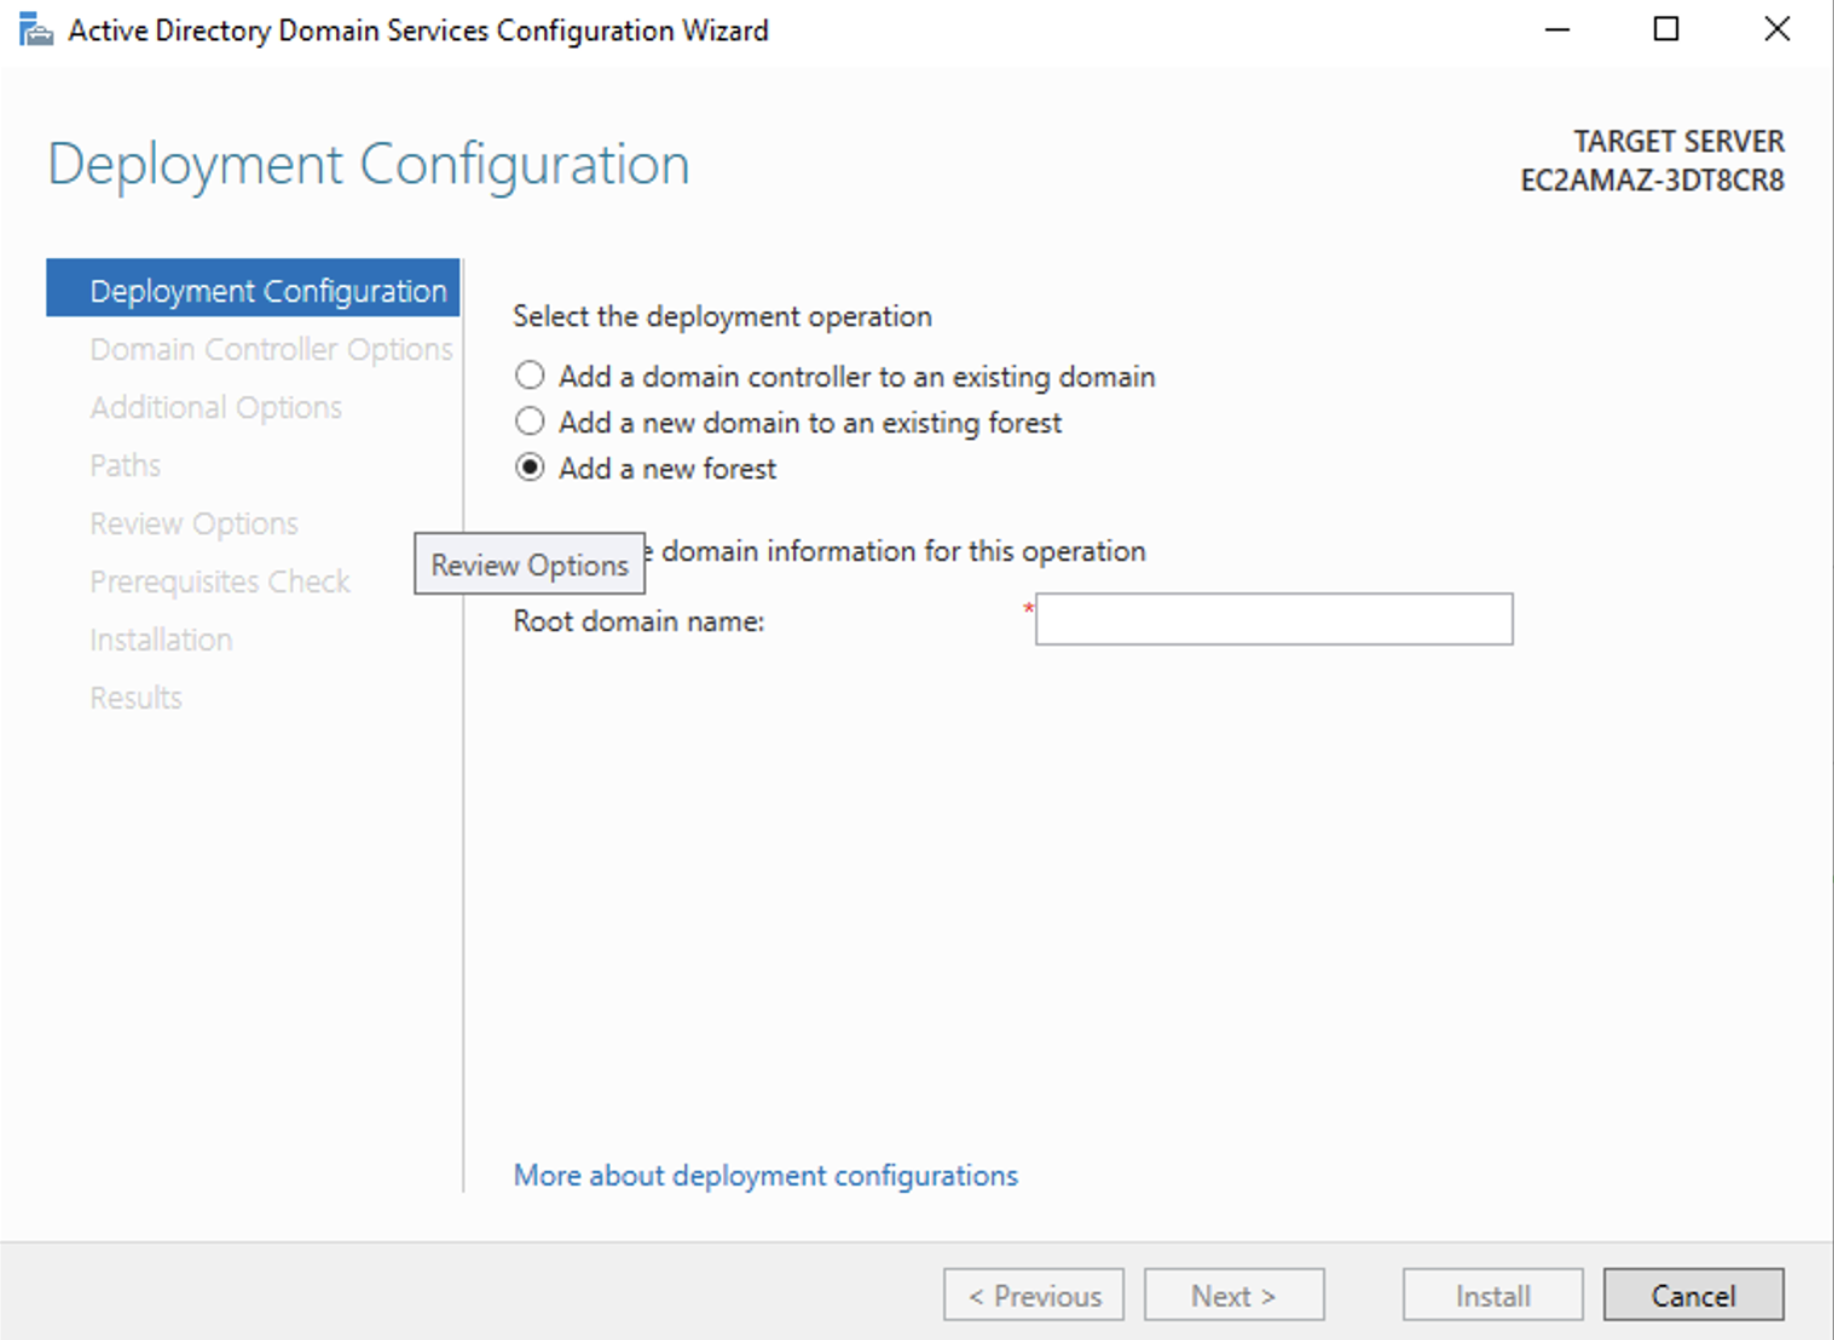 Active Directory Domain Services Configuration Wizard
Deployment Configuration
TARGET SERVER
EC2AMAZ-3DT8CR8
Deployment Configuration
Domain Controller Options
Additional Options
Paths
Review Options
Prerequisites Check
Installation
Results
Review Options
Select the deployment operation
Add a domain controller to an existing domain
Add a new domain to an existing forest
Add a new forest
domain information for this operation
Root domain name: *
More about deployment configurations
< Previous
Next >
Install
Cancel